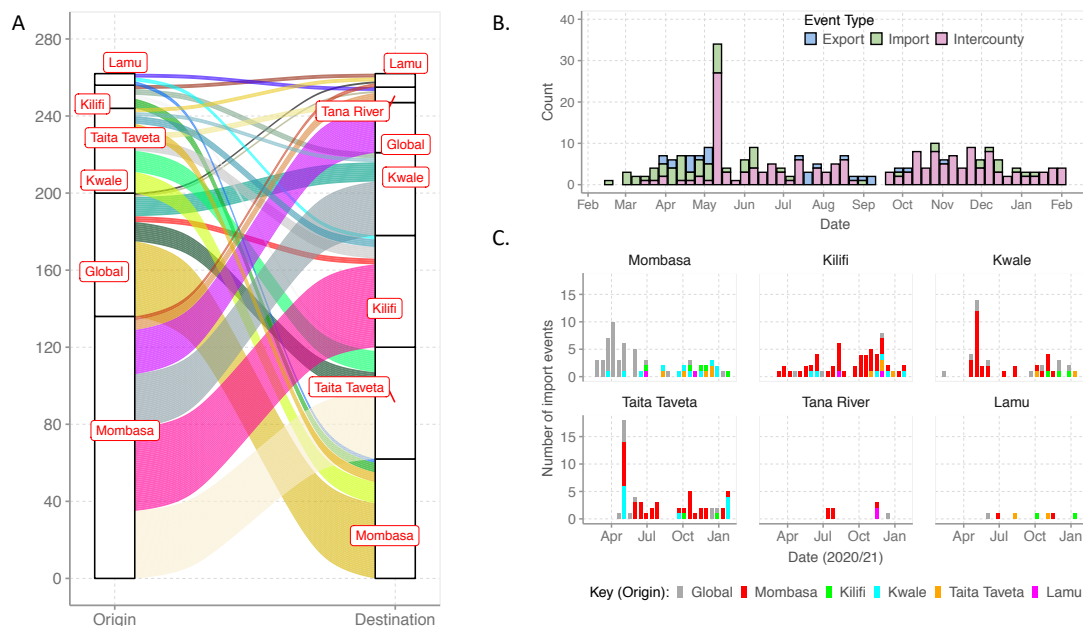 A
280
240
200
160
120
80
40
0
Lamu
Kilifi
Taita Taveta
Kwale
Global
Mombasa
Lamu
Tana River
Global
Kwale
Kilifi
Taita Taveta
Mombasa
Origin Destination
B.
Event Type
Export Import Intercounty
Count
40
30
20
10
0
Feb Mar Apr May Jun Jul Aug Sep Oct Nov Dec Jan Feb
Date
C.
Number of import events
Mombasa Kilifi Kwale
15
10
5
0
Taita Taveta Tana River Lamu
15
10
5
0
Apr Jul Oct Jan Apr Jul Oct Jan Apr Jul Oct Jan
Date (2020/21)
Key (Origin): Global Mombasa Kilifi Kwale Taita Taveta Lamu